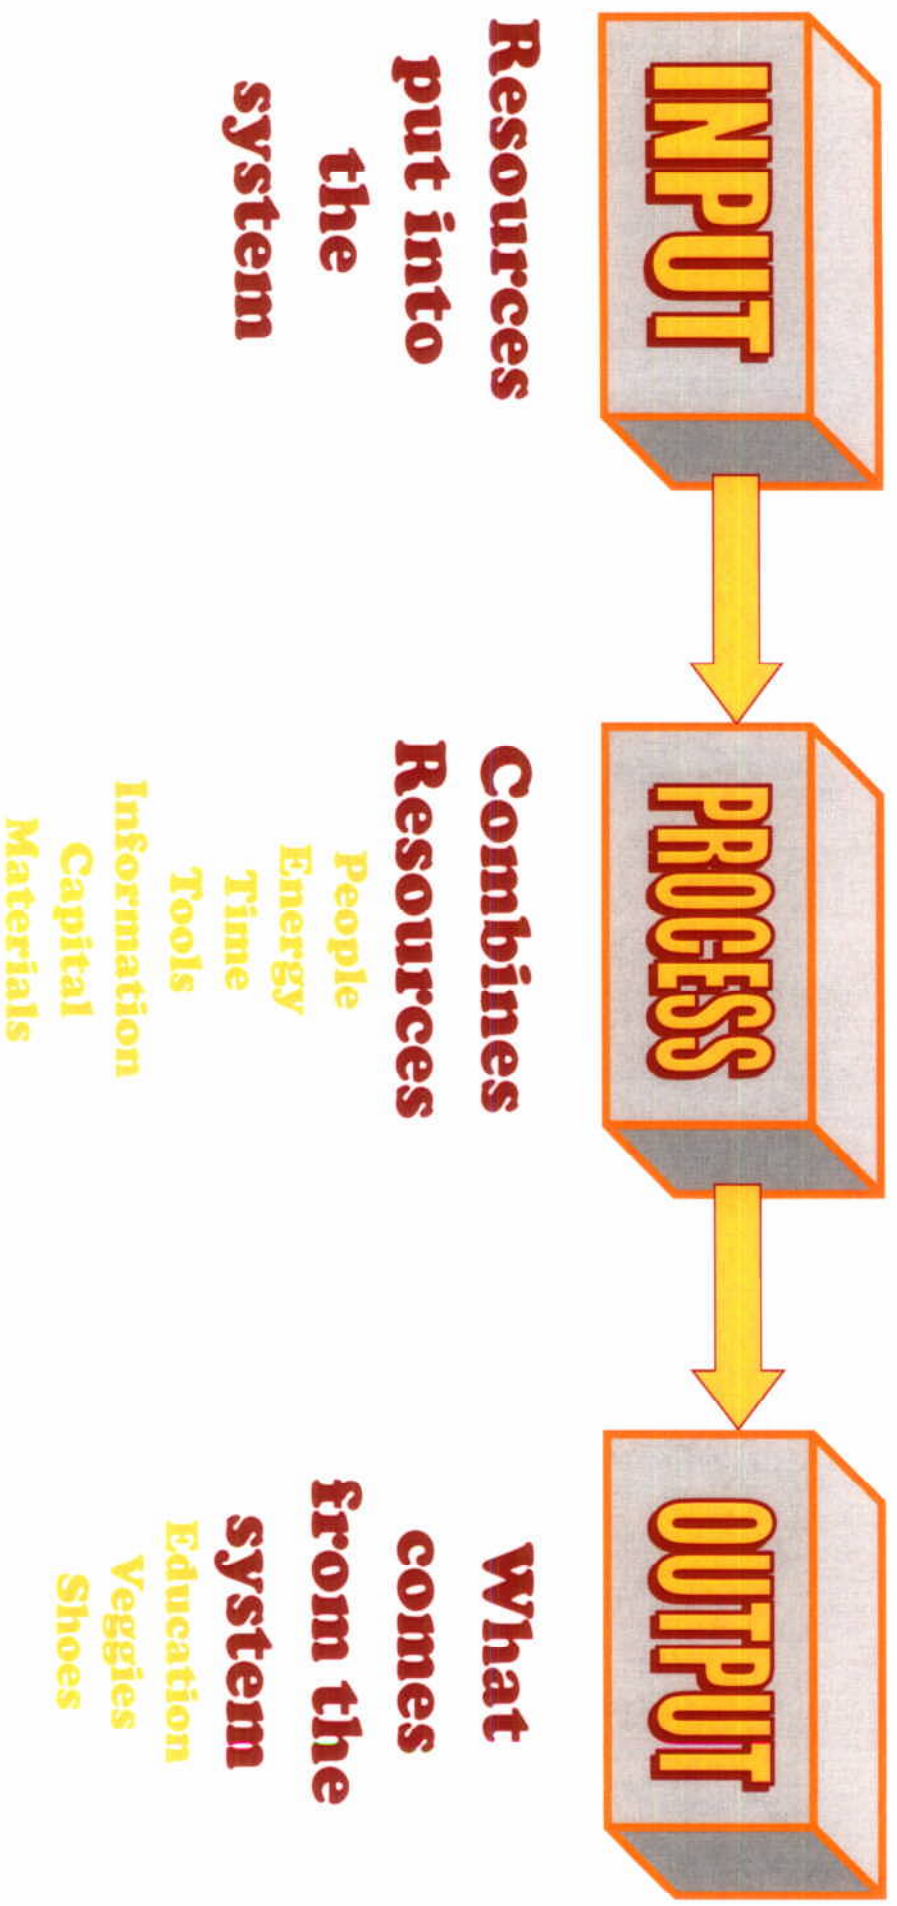 INPUT
Resources
put into
the
system
PROCESS
Combines
Resources
People
Energy
Time
Tools
Information
Capital
Materials
OUTPUT
What
comes
from the
system
Education
Veggies
Shoes